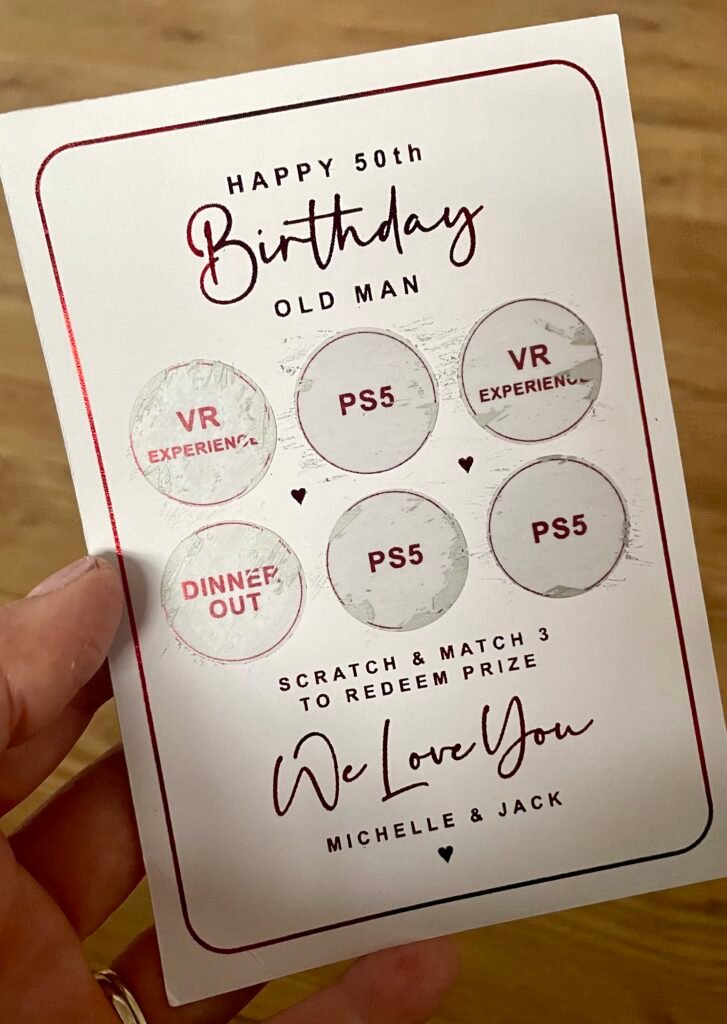 HAPPY 50th
Birthday
OLD MAN
VR
EXPERIENCE
PS5
VR
EXPERIENCE
DINNER
OUT
PS5
PS5
SCRATCH & MATCH 3
TO REDEEM PRIZE
We Love You
MICHELLE & JACK